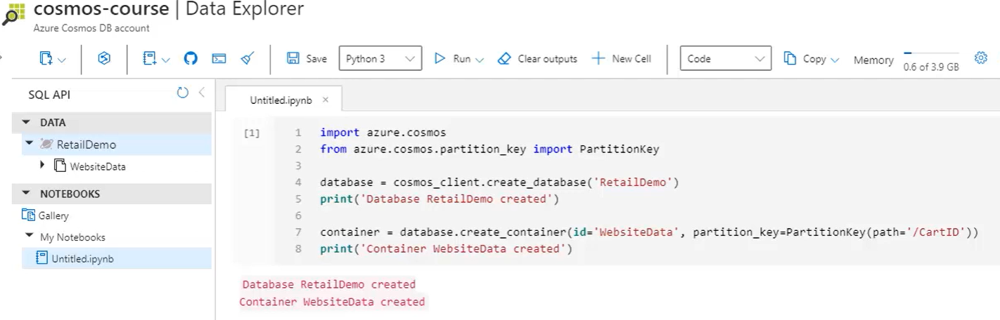 cosmos-course | Data Explorer
Azure Cosmos DB account
Save Python 3 Run Clear outputs New Cell Code Copy Memory 0.6 of 3.9 GB
SQL API
DATA
RetailDemo
WebsiteData
NOTEBOOKS
Gallery
My Notebooks
Untitled.ipynb
Untitled.ipynb ×
[1]
1 import azure.cosmos
2 from azure.cosmos.partition_key import PartitionKey
3
4 database = cosmos_client.create_database('RetailDemo')
5 print('Database RetailDemo created')
6
7 container = database.create_container(id='WebsiteData', partition_key=PartitionKey(path='/CartID'))
8 print('Container WebsiteData created')
Database RetailDemo created
Container WebsiteData created